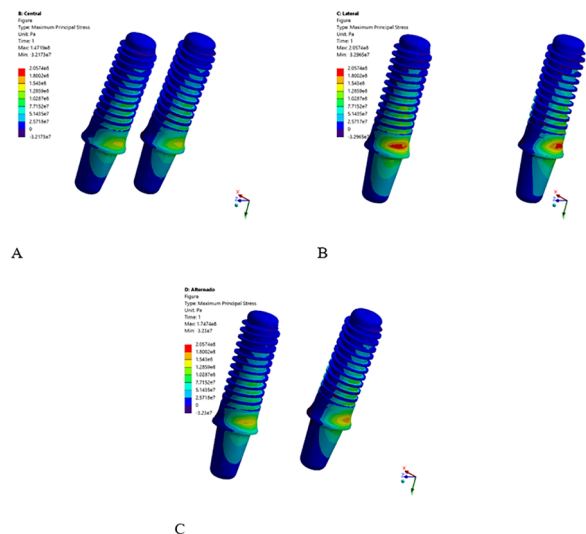 B: Central
Figura
Type: Maximum Principal Stress
Unit: Pa
Time: 1
Max: 1.4719e8
Min: -3.2173e7
2.0574e8
1.8002e8
1.543e8
1.2859e8
1.0287e8
7.7152e7
5.1435e7
2.5718e7
0
-3.2173e7
A
C: Lateral
Figura
Type: Maximum Principal Stress
Unit: Pa
Time: 1
Max: 2.0574e8
Min: -3.2965e7
2.0574e8
1.8002e8
1.543e8
1.2859e8
1.0287e8
7.7152e7
5.1435e7
2.5717e7
0
-3.2965e7
B
D: Alternado
Figura
Type: Maximum Principal Stress
Unit: Pa
Time: 1
Max: 1.7474e8
Min: -3.23e7
2.0574e8
1.8002e8
1.543e8
1.2859e8
1.0287e8
7.7152e7
5.1435e7
2.5718e7
0
-3.23e7
C